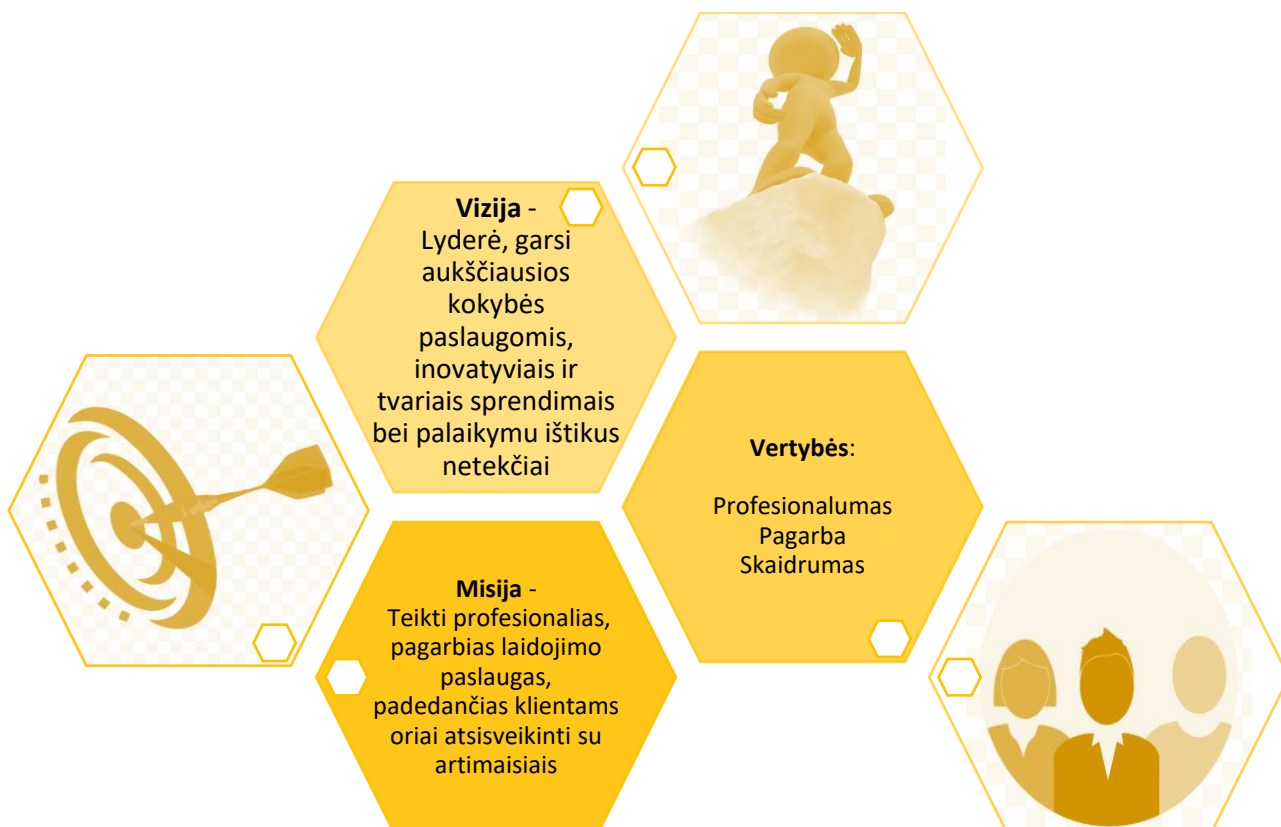 Vizija -
Lyderė, garsi
aukščiausios
kokybės
paslaugomis,
inovatyviais ir
tvariais sprendimais
bei palaikymu ištikus
netekčiai
Vertybės:
Profesionalumas
Pagarba
Skaidrumas
Misija -
Teikti profesionalias,
pagarbias laidojimo
paslaugas,
padedančias klientams
oriai atsisveikinti su
artimaisiais